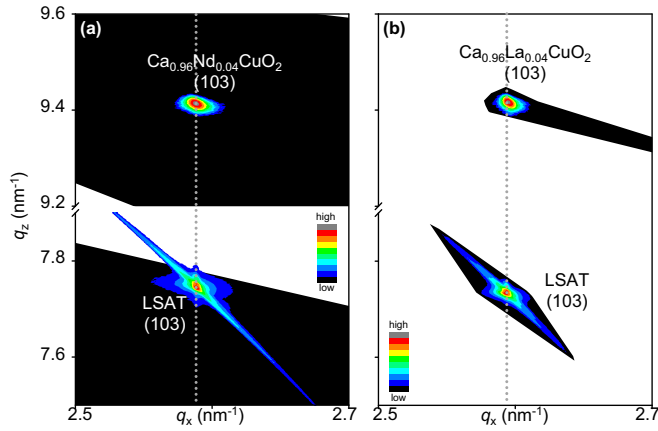 9.6
(a)
(b)
Ca₀.₉₆Nd₀.₀₄CuO₂
(103)
Ca₀.₉₆La₀.₀₄CuO₂
(103)
9.4
9.2
qz (nm⁻¹)
high
low
7.8
LSAT
(103)
LSAT
(103)
7.6
high
low
2.5
qx (nm⁻¹)
2.7
2.5
qx (nm⁻¹)
2.7